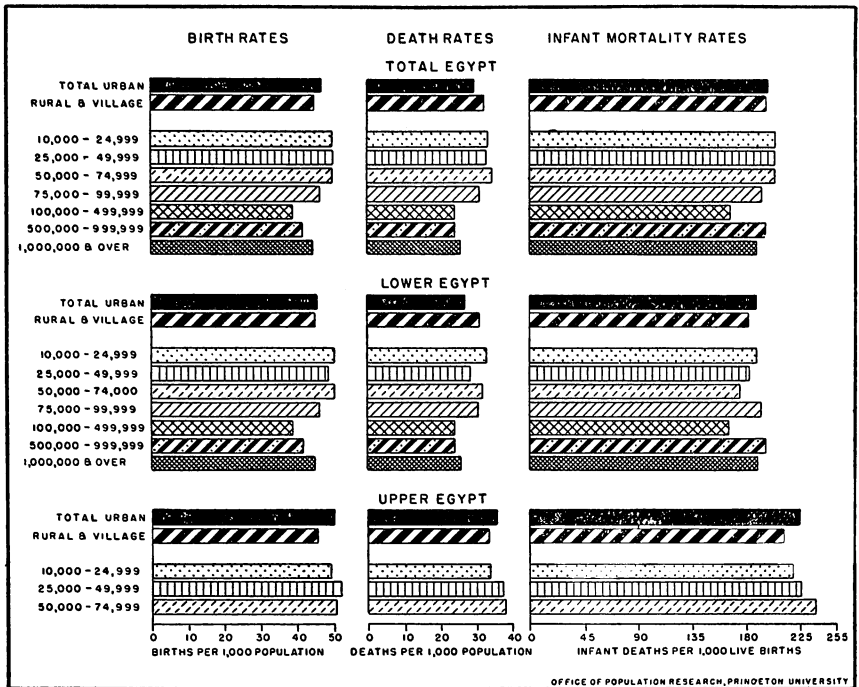 BIRTH RATES DEATH RATES INFANT MORTALITY RATES
TOTAL EGYPT
TOTAL URBAN
RURAL & VILLAGE
10,000 - 24,999
25,000 - 49,999
50,000 - 74,999
75,000 - 99,999
100,000 - 499,999
500,000 - 999,999
1,000,000 & OVER
LOWER EGYPT
TOTAL URBAN
RURAL & VILLAGE
10,000 - 24,999
25,000 - 49,999
50,000 - 74,000
75,000 - 99,999
100,000 - 499,999
500,000 - 999,999
1,000,000 & OVER
UPPER EGYPT
TOTAL URBAN
RURAL & VILLAGE
10,000 - 24,999
25,000 - 49,999
50,000 - 74,999
0 10 20 30 40 50 0 10 20 30 40 0 45 90 135 180 225 255
BIRTHS PER 1,000 POPULATION DEATHS PER 1,000 POPULATION INFANT DEATHS PER 1,000 LIVE BIRTHS
OFFICE OF POPULATION RESEARCH, PRINCETON UNIVERSITY